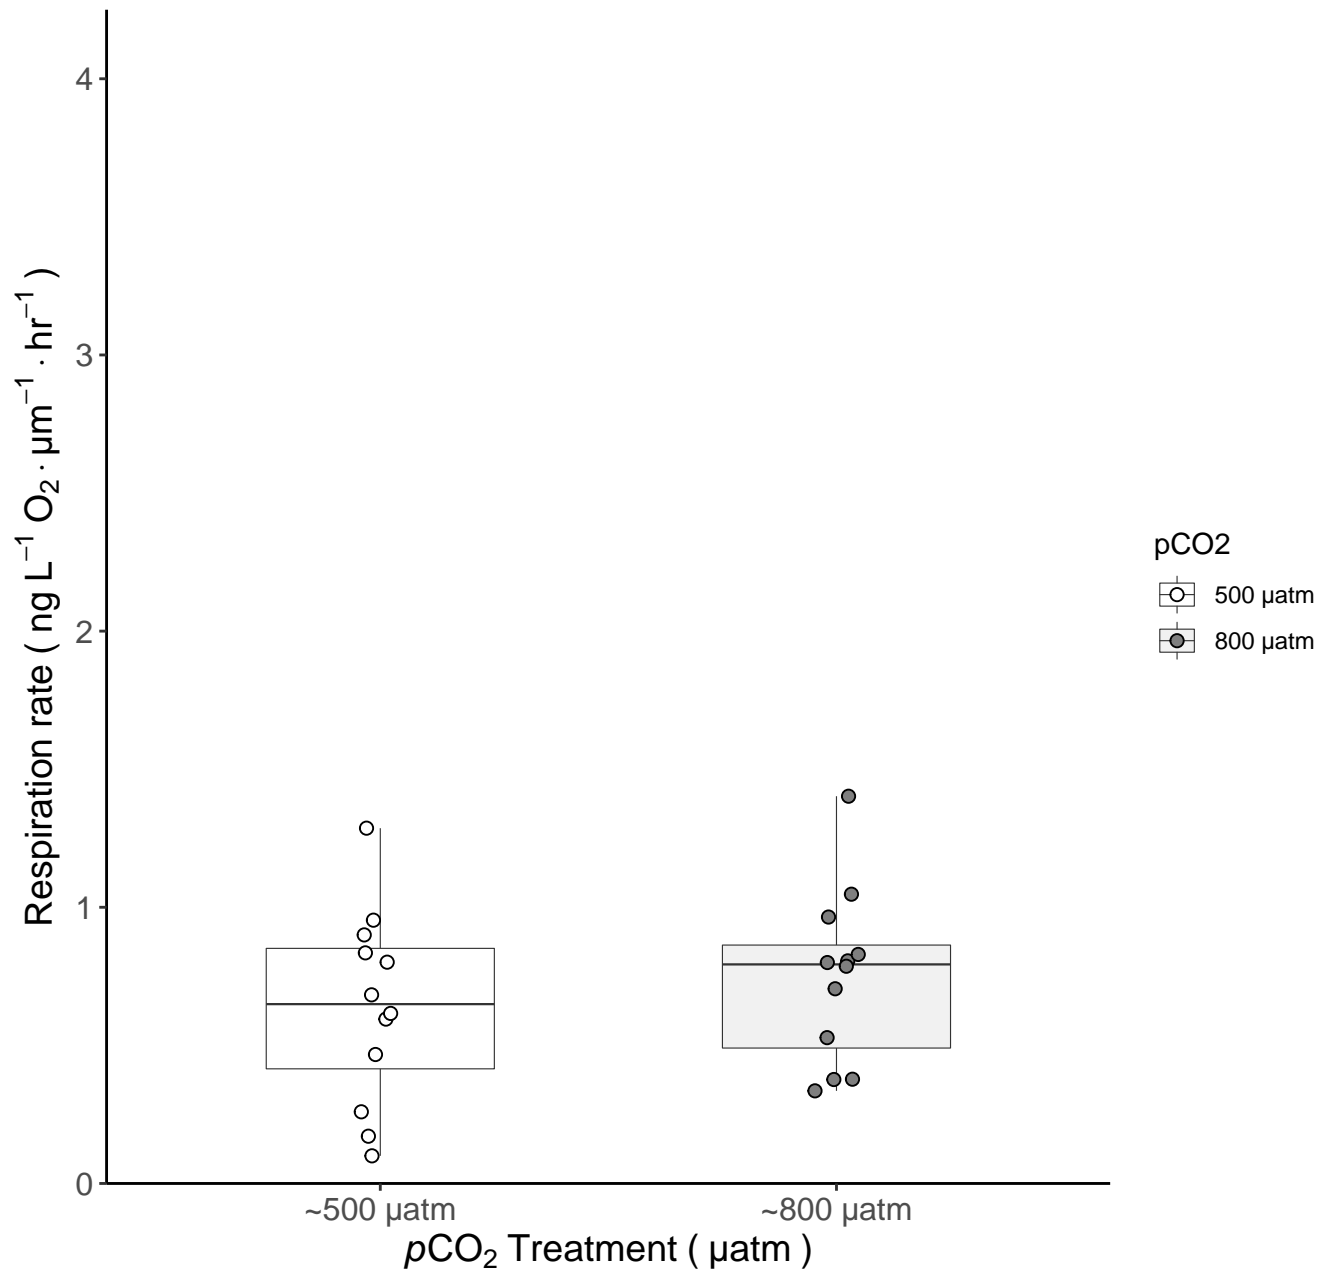 Respiration rate ( ng L⁻¹ O₂ · µm⁻¹ · hr⁻¹ )
4
3
2
1
0
~500 µatm
~800 µatm
pCO₂ Treatment ( µatm )
pCO2
500 µatm
800 µatm